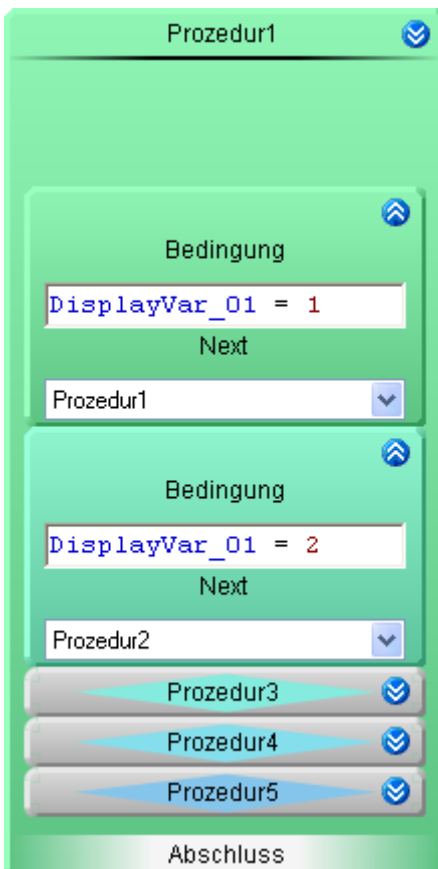 Prozedur1
Bedingung
DisplayVar_01 = 1
Next
Prozedur1
Bedingung
DisplayVar_01 = 2
Next
Prozedur2
Prozedur3
Prozedur4
Prozedur5
Abschluss